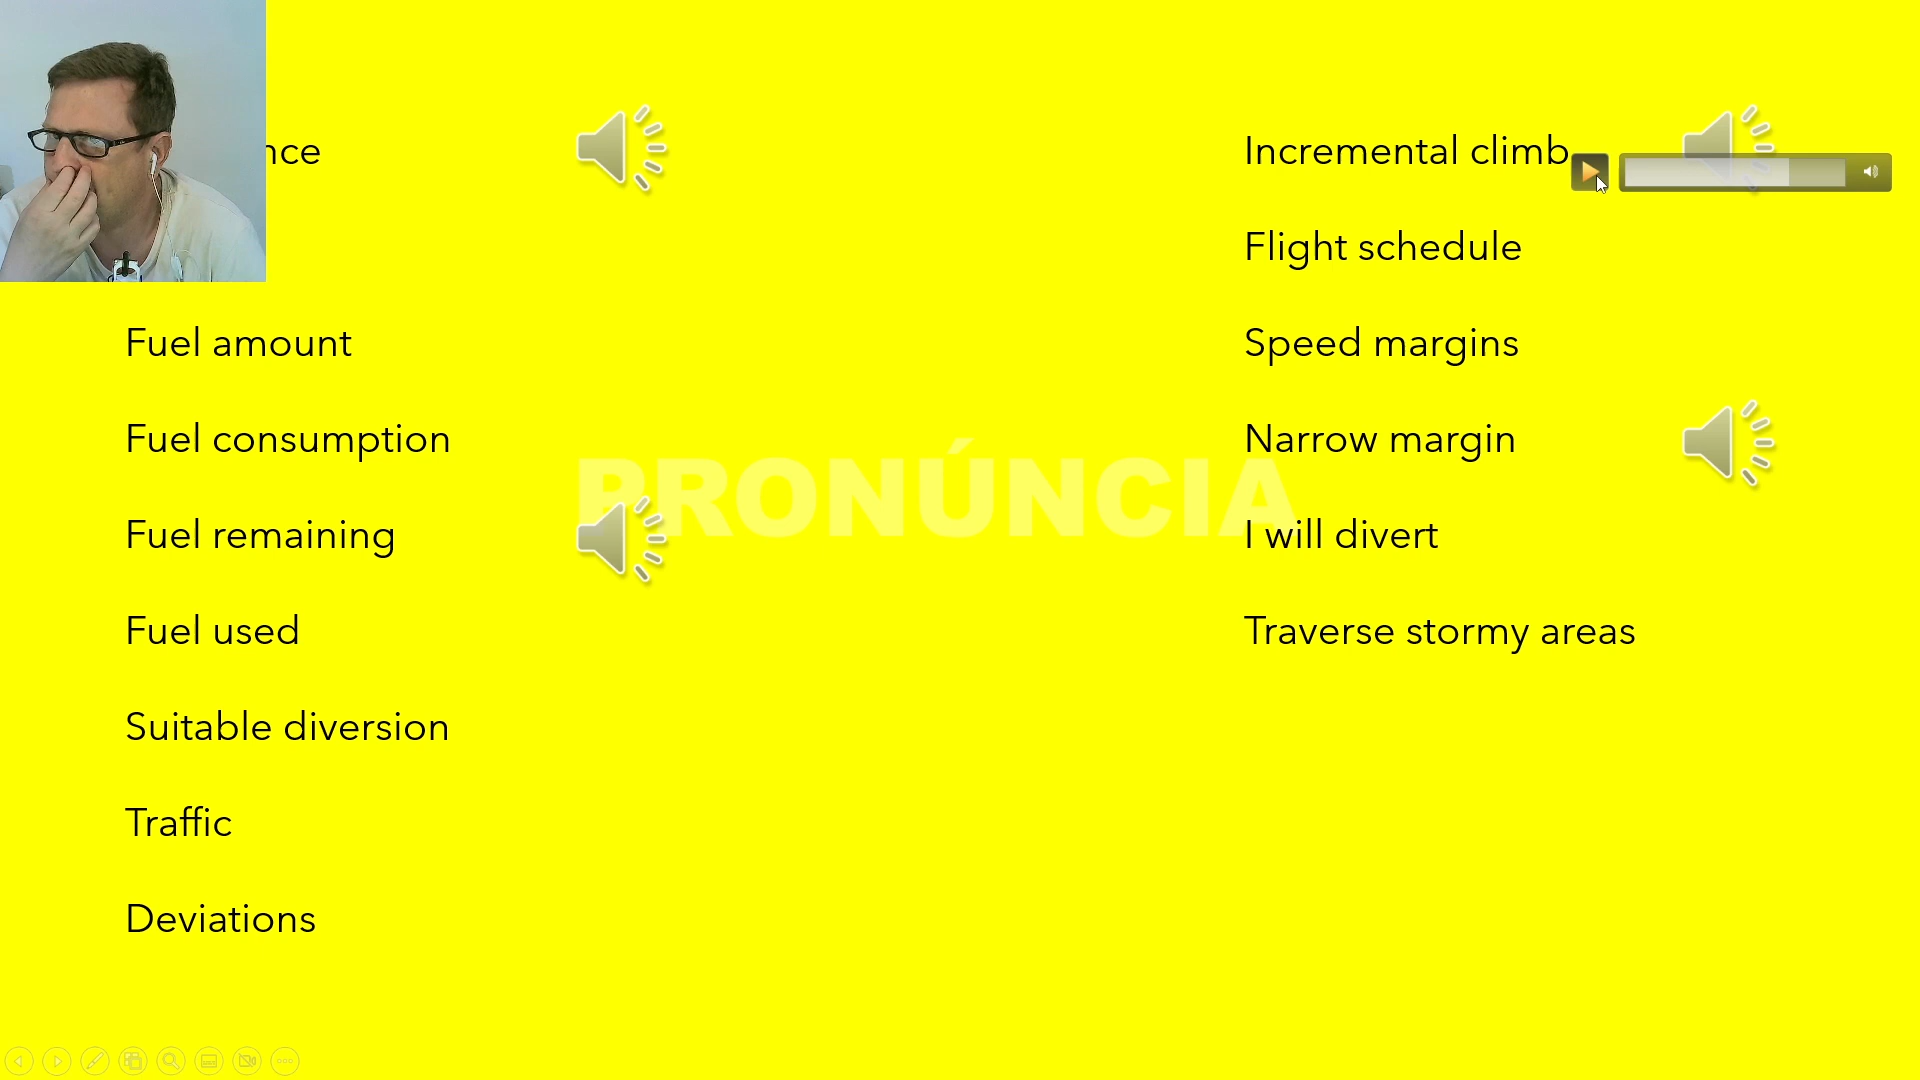 Fuel amount
Fuel consumption
Fuel remaining
Fuel used
Suitable diversion
Traffic
Deviations
PRONÚNCIA
Incremental climb
Flight schedule
Speed margins
Narrow margin
I will divert
Traverse stormy areas